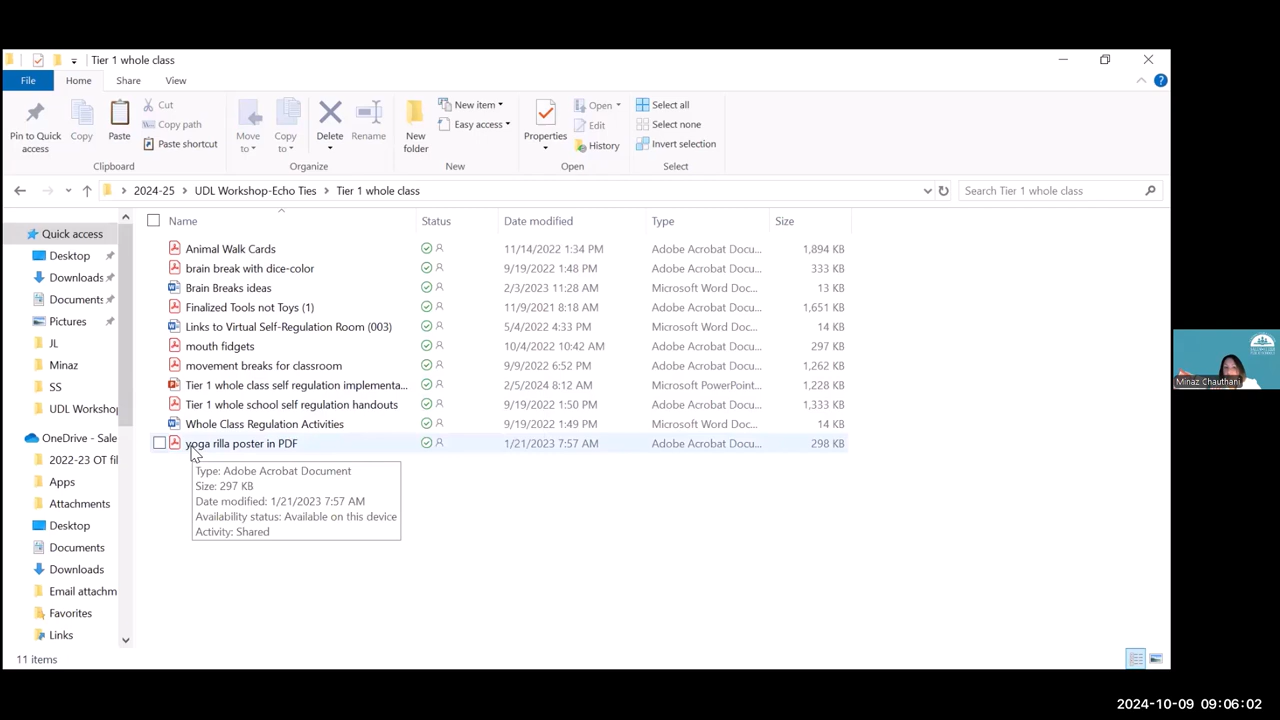 Tier 1 whole class
File Home Share View
Pin to Quick access
Copy
Paste
Cut
Copy path
Paste shortcut
Clipboard
Move to
Copy to
Delete
Rename
Organize
New folder
New item
Easy access
New
Properties
Open
Edit
History
Open
Select all
Select none
Invert selection
Select
2024-25 > UDL Workshop-Echo Ties > Tier 1 whole class
Search Tier 1 whole class
Name Status Date modified Type Size
Animal Walk Cards 11/14/2022 1:34 PM Adobe Acrobat Docu... 1,894 KB
brain break with dice-color 9/19/2022 1:48 PM Adobe Acrobat Docu... 333 KB
Brain Breaks ideas 2/3/2023 11:28 AM Microsoft Word Doc... 13 KB
Finalized Tools not Toys (1) 11/9/2021 8:18 AM Adobe Acrobat Docu... 1,651 KB
Links to Virtual Self-Regulation Room (003) 5/4/2022 4:33 PM Microsoft Word Doc... 14 KB
mouth fidgets 10/4/2022 10:42 AM Adobe Acrobat Docu... 297 KB
movement breaks for classroom 9/9/2022 6:52 PM Adobe Acrobat Docu... 1,262 KB
Tier 1 whole class self regulation implementa... 2/5/2024 8:12 AM Microsoft PowerPoint... 1,228 KB
Tier 1 whole school self regulation handouts 9/19/2022 1:50 PM Adobe Acrobat Docu... 1,333 KB
Whole Class Regulation Activities 9/19/2022 1:49 PM Microsoft Word Doc... 14 KB
yoga rilla poster in PDF 1/21/2023 7:57 AM Adobe Acrobat Docu... 298 KB
Type: Adobe Acrobat Document
Size: 297 KB
Date modified: 1/21/2023 7:57 AM
Availability status: Available on this device
Activity: Shared
Quick access
Desktop
Downloads
Documents
Pictures
JL
Minaz
SS
UDL Workshop
OneDrive - Sale
2022-23 OT fil
Apps
Attachments
Desktop
Documents
Downloads
Email attachm
Favorites
Links
11 items
Minaz Chauthani
2024-10-09 09:06:02